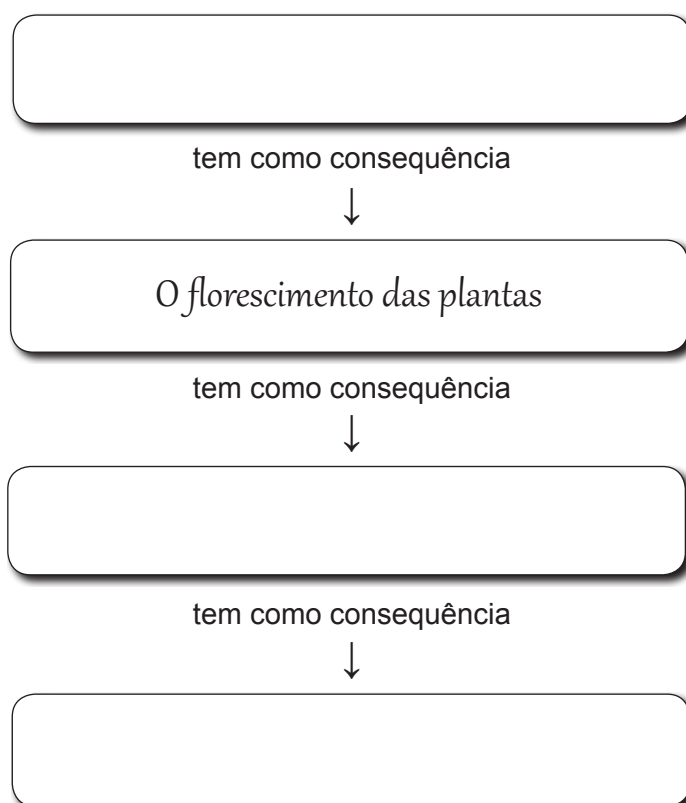 tem como consequência
↓
O florescimento das plantas
tem como consequência
↓
tem como consequência
↓